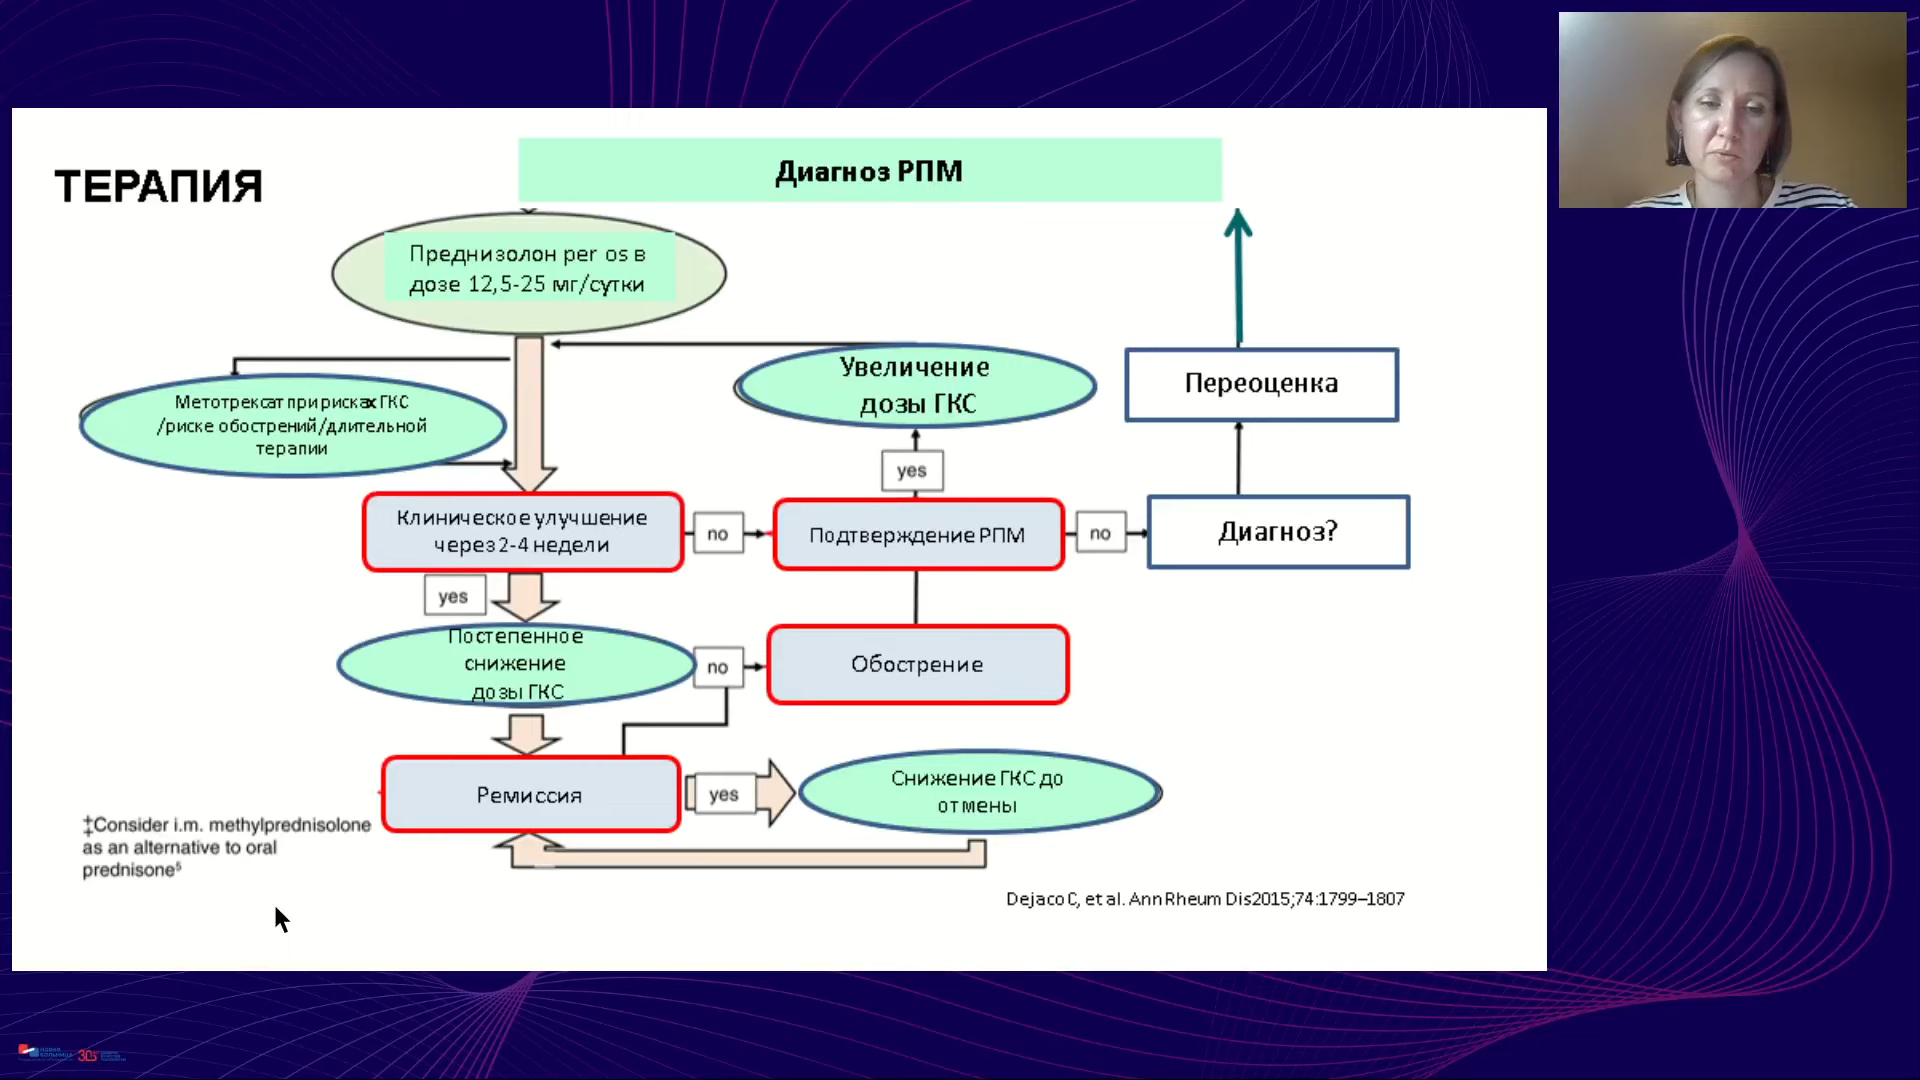 ТЕРАПИЯ
Диагноз РПМ
Преднизолон per os в
дозе 12,5-25 мг/сутки
Метотрексат при рисках ГКС
/риске обострений/длительной
терапии
Увеличение
дозы ГКС
Переоценка
yes
Клиническое улучшение
через 2-4 недели
no
Подтверждение РПМ
no
Диагноз?
yes
Постепенное
снижение
дозы ГКС
no
Обострение
Ремиссия
yes
Снижение ГКС до
отмены
‡Consider i.m. methylprednisolone
as an alternative to oral
prednisone⁵
Dejaco C, et al. Ann Rheum Dis 2015;74:1799–1807